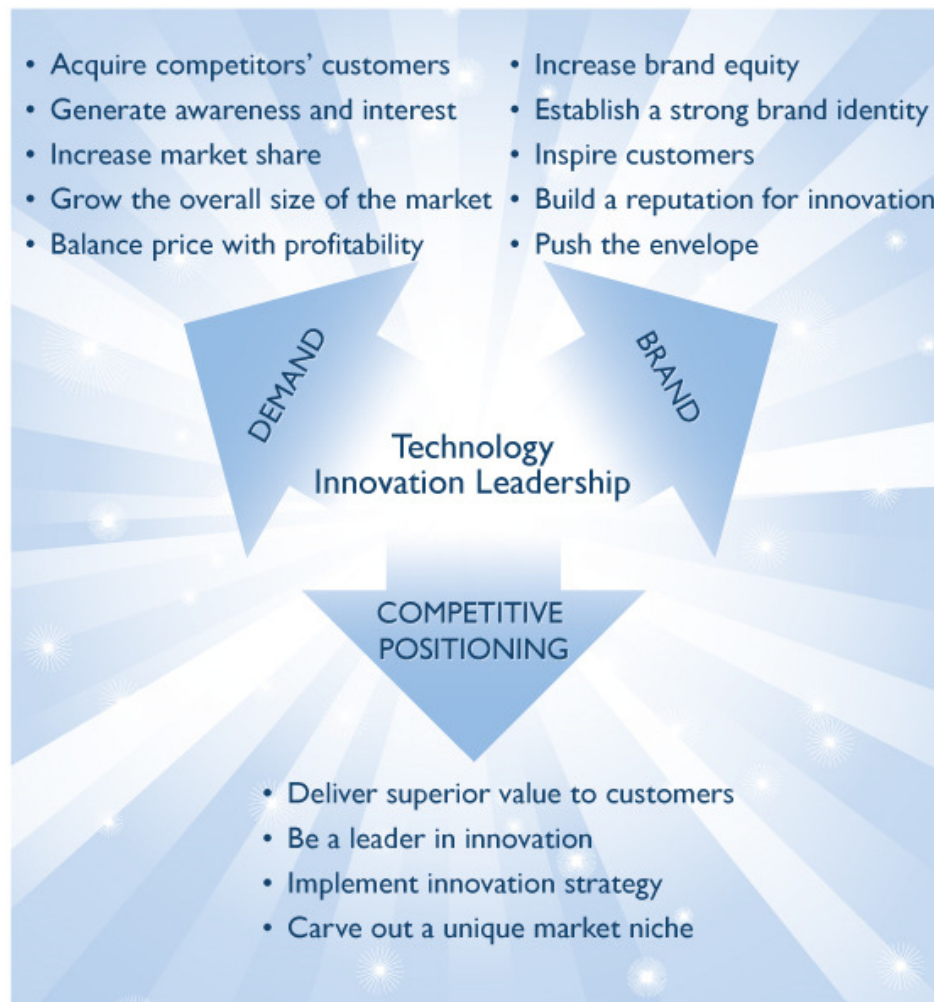 • Acquire competitors’ customers
• Generate awareness and interest
• Increase market share
• Grow the overall size of the market
• Balance price with profitability
• Increase brand equity
• Establish a strong brand identity
• Inspire customers
• Build a reputation for innovation
• Push the envelope
DEMAND
BRAND
Technology
Innovation Leadership
COMPETITIVE
POSITIONING
• Deliver superior value to customers
• Be a leader in innovation
• Implement innovation strategy
• Carve out a unique market niche